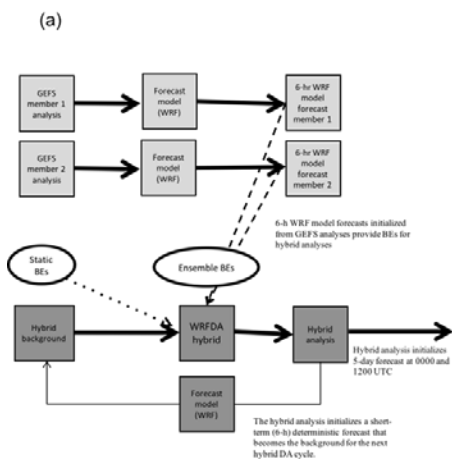 (a)
GEFS
member 1
analysis
Forecast
model
(WRF)
6-hr WRF
model
forecast
member 1
GEFS
member 2
analysis
Forecast
model
(WRF)
6-hr WRF
model
forecast
member 2
6-h WRF model forecasts initialized
from GEFS analyses provide BEs for
hybrid analyses
Static
BEs
Ensemble BEs
Hybrid
background
WRFDA
hybrid
Hybrid
analysis
Hybrid analysis initializes
5-day forecast at 0000 and
1200 UTC
Forecast
model
(WRF)
The hybrid analysis initializes a short-
term (6-h) deterministic forecast that
becomes the background for the next
hybrid DA cycle.